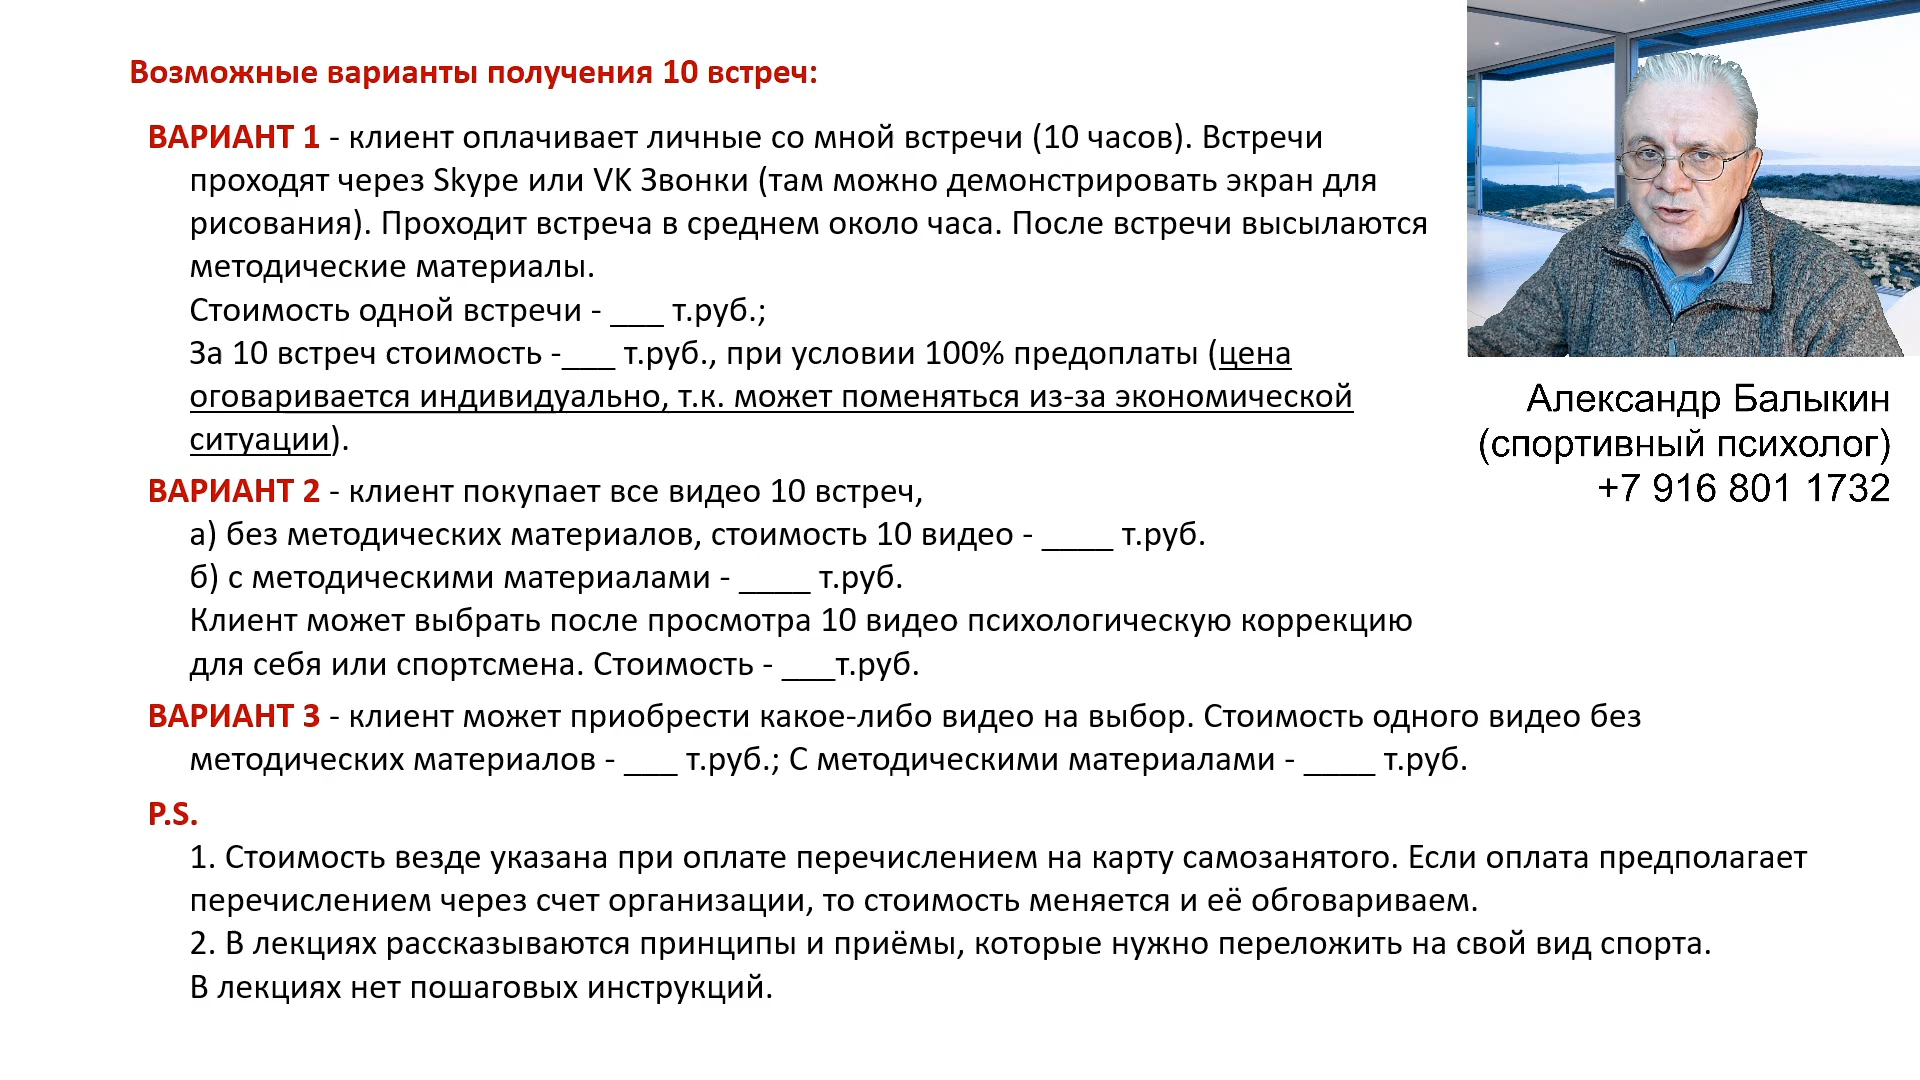 Возможные варианты получения 10 встреч:
ВАРИАНТ 1 - клиент оплачивает личные со мной встречи (10 часов). Встречи
проходят через Skype или VK Звонки (там можно демонстрировать экран для
рисования). Проходит встреча в среднем около часа. После встречи высылаются
методические материалы.
Стоимость одной встречи - ___ т.руб.;
За 10 встреч стоимость -___ т.руб., при условии 100% предоплаты (цена
оговаривается индивидуально, т.к. может поменяться из-за экономической
ситуации).
ВАРИАНТ 2 - клиент покупает все видео 10 встреч,
а) без методических материалов, стоимость 10 видео - ____ т.руб.
б) с методическими материалами - ____ т.руб.
Клиент может выбрать после просмотра 10 видео психологическую коррекцию
для себя или спортсмена. Стоимость - ___т.руб.
ВАРИАНТ 3 - клиент может приобрести какое-либо видео на выбор. Стоимость одного видео без
методических материалов - ___ т.руб.; С методическими материалами - ____ т.руб.
P.S.
1. Стоимость везде указана при оплате перечислением на карту самозанятого. Если оплата предполагает
перечислением через счет организации, то стоимость меняется и её обговариваем.
2. В лекциях рассказываются принципы и приёмы, которые нужно переложить на свой вид спорта.
В лекциях нет пошаговых инструкций.
Александр Балыкин
(спортивный психолог)
+7 916 801 1732